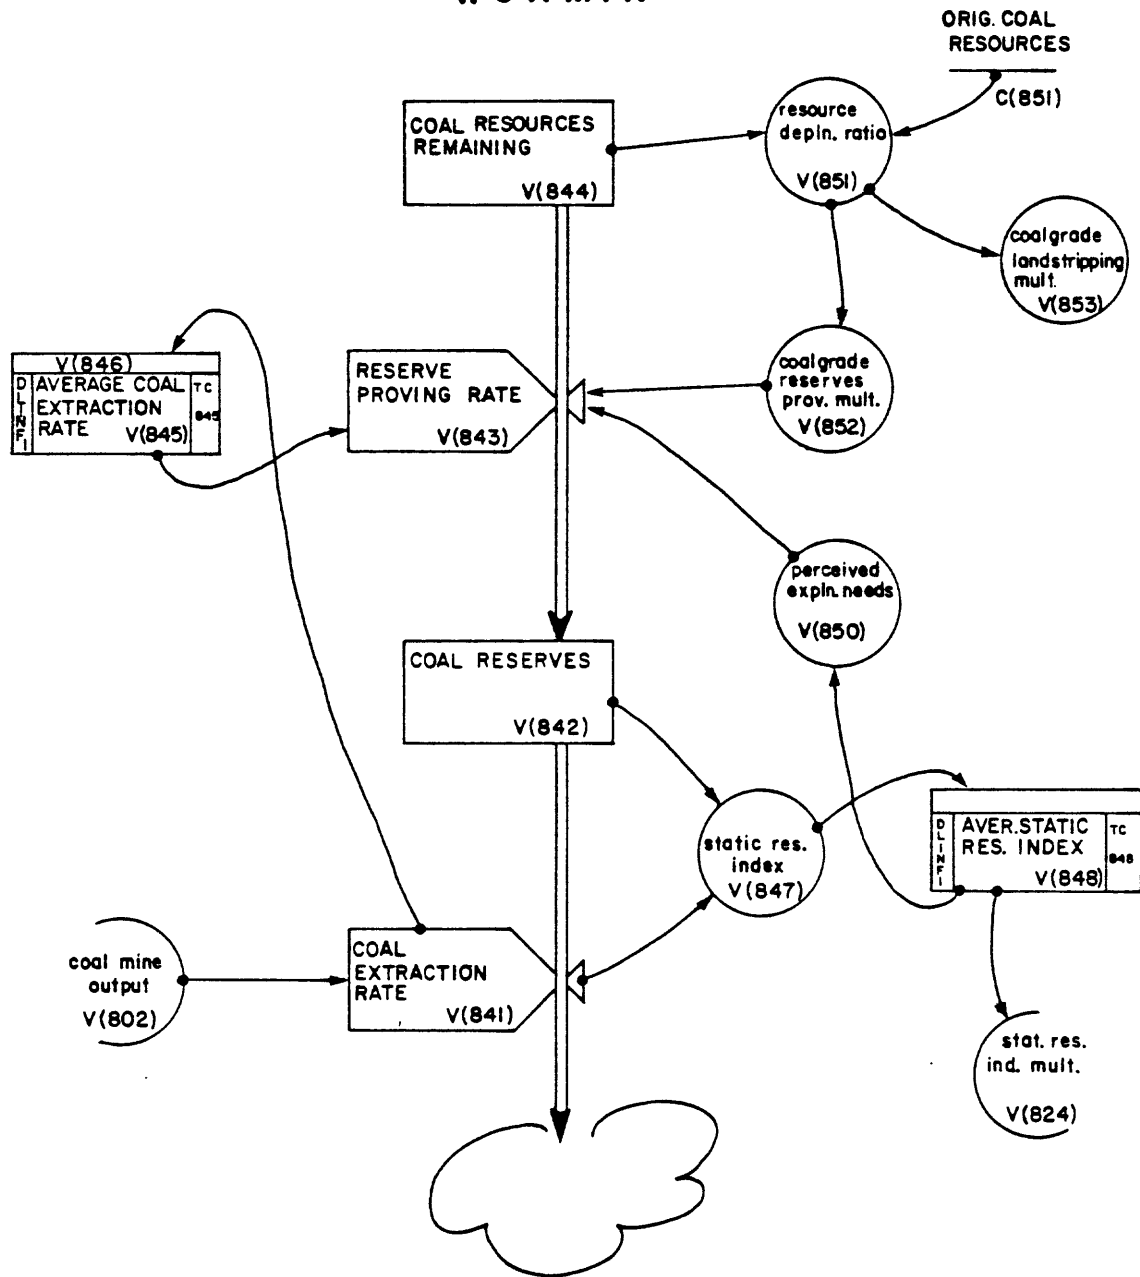 ORIG. COAL
RESOURCES
C(851)
COAL RESOURCES
REMAINING
V(844)
resource
depln. ratio
V(851)
coalgrade
landstripping
mult.
V(853)
V(846)
DLINFI
AVERAGE COAL
EXTRACTION
RATE
V(845)
TC
845
RESERVE
PROVING RATE
V(843)
coalgrade
reserves
prov. mult.
V(852)
perceived
expln. needs
V(850)
COAL RESERVES
V(842)
static res.
index
V(847)
DLINFI
AVER. STATIC
RES. INDEX
V(848)
TC
848
coal mine
output
V(802)
COAL
EXTRACTION
RATE
V(841)
stat. res.
ind. mult.
V(824)